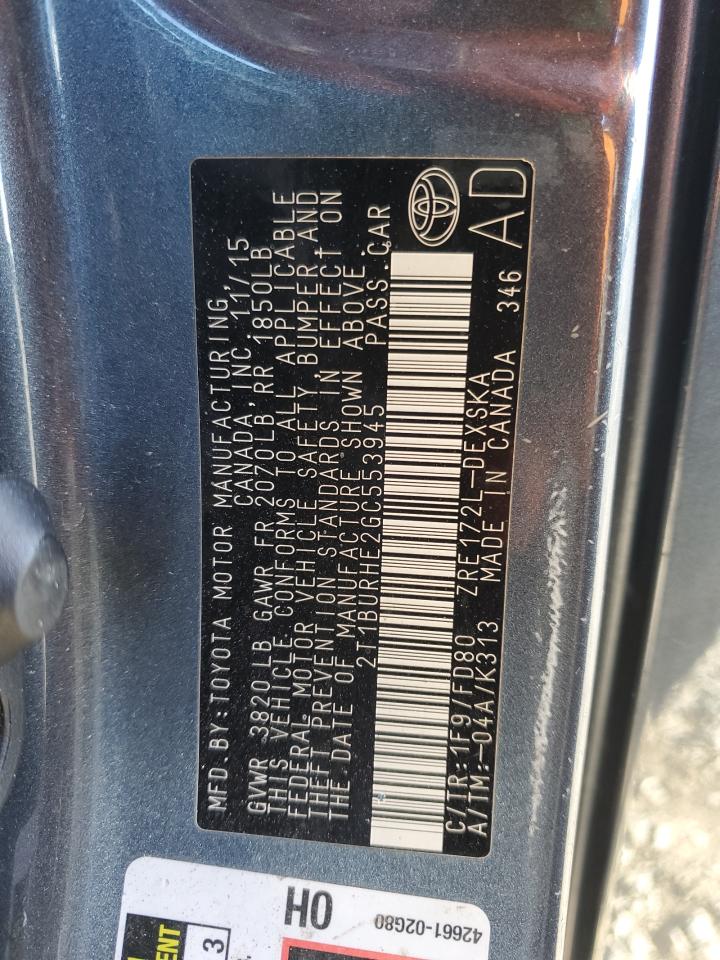 MFD.BY:TOYOTA MOTOR MANUFACTURING,
CANADA, INC. 11/15
GVWR 3820LB GAWR FR 2070LB RR 1850LB
THIS VEHICLE CONFORMS TO ALL APPLICABLE
FEDERAL MOTOR VEHICLE SAFETY, BUMPER AND
THEFT PREVENTION STANDARDS IN EFFECT ON
THE DATE OF MANUFACTURE SHOWN ABOVE.
2T1BURHE2GC553945 PASS.CAR
C/TR: 1F9/FD80 ZRE172L-DEXSKA
A/TM:-04A/K313 MADE IN CANADA 346
AD
OH
42661-02G80
3